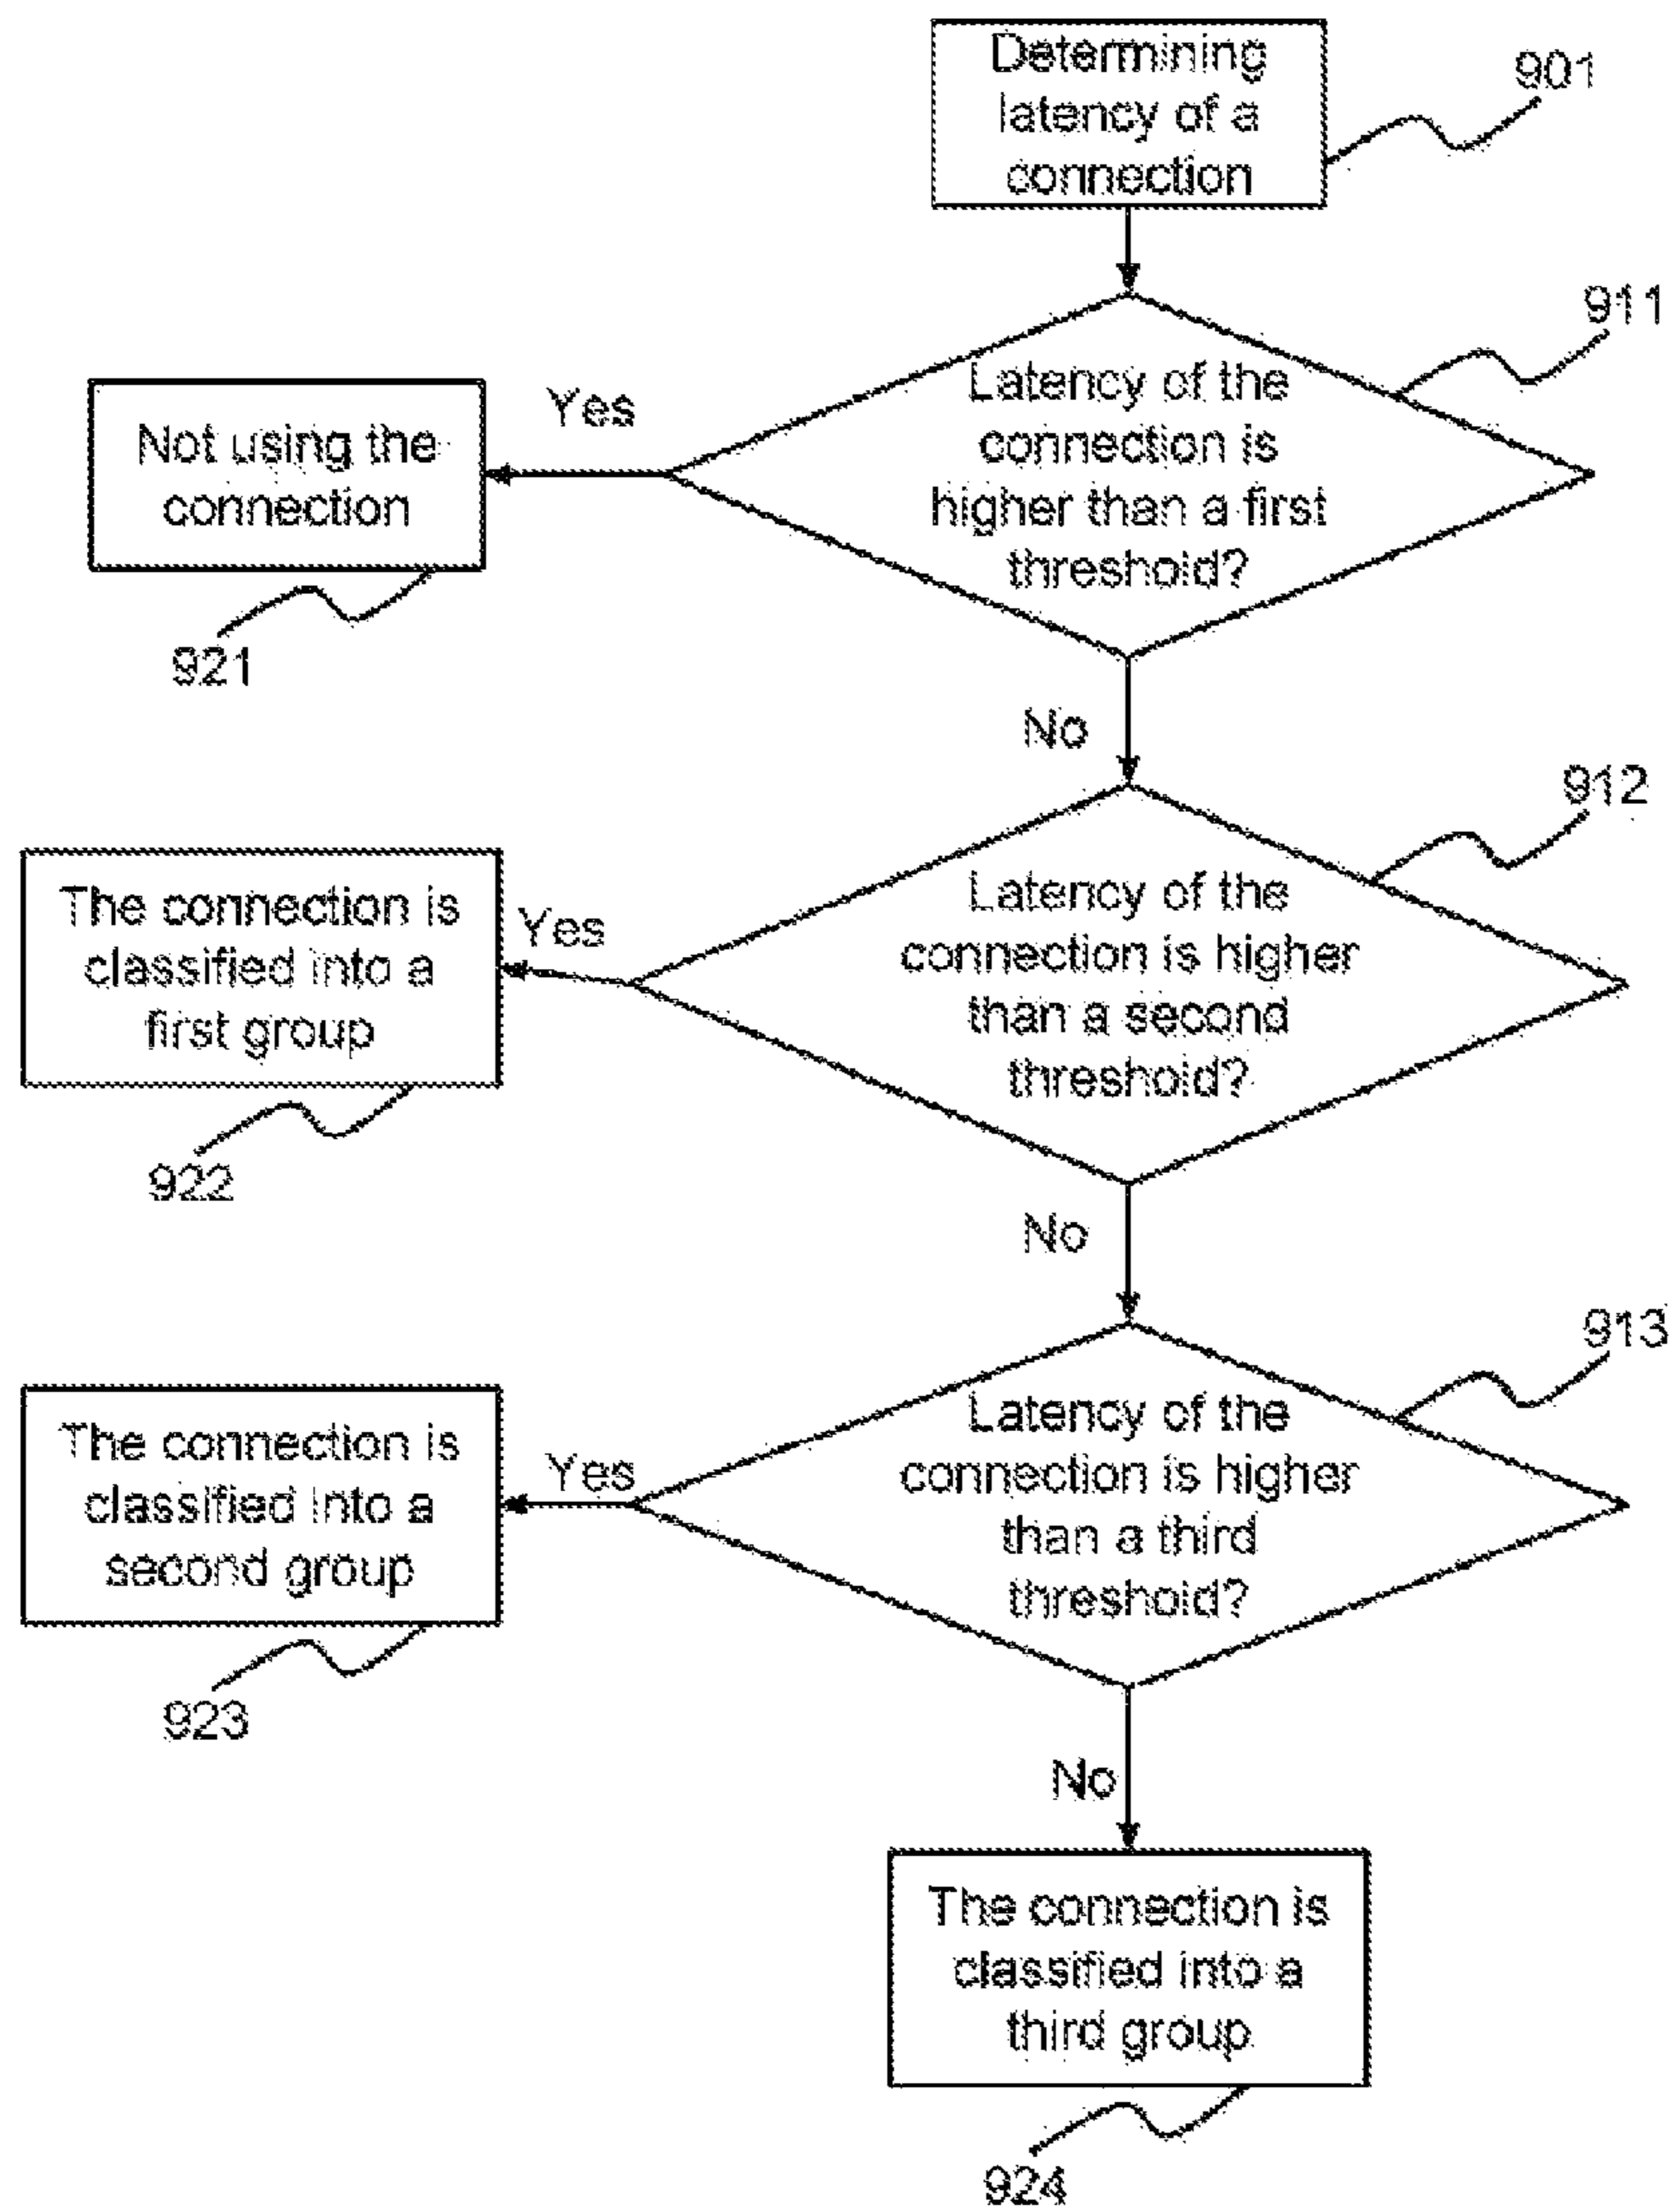 Determining
latency of a
connection
901
911
Latency of the
connection is
higher than a first
threshold?
Yes
Not using the
connection
921
No
912
Latency of the
connection is higher
than a second
threshold?
Yes
The connection is
classified into a
first group
922
No
913
Latency of the
connection is higher
than a third
threshold?
Yes
The connection is
classified into a
second group
923
No
The connection is
classified into a
third group
924